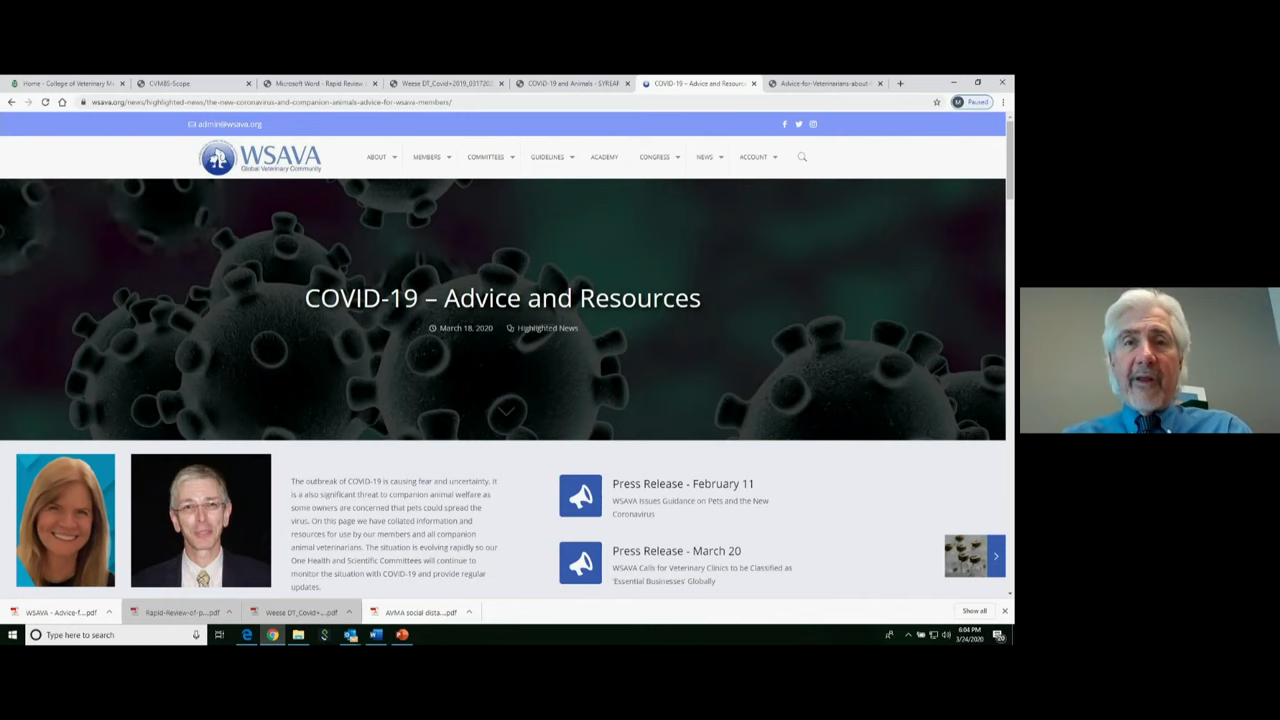 Home - College of Veterinary M
CVMBS-Scope
Microsoft Word - Rapid Review
Weese DT_Covid+2019_0317202
COVID-19 and Animals - SYREAF
COVID-19 – Advice and Resourc
Advice-for-Veterinarians-about-
wsava.org/news/highlighted-news/the-new-coronavirus-and-companion-animals-advice-for-wsava-members/
M Paused
admin@wsava.org
WSAVA
Global Veterinary Community
ABOUT
MEMBERS
COMMITTEES
GUIDELINES
ACADEMY
CONGRESS
NEWS
ACCOUNT
COVID-19 – Advice and Resources
March 18, 2020
Highlighted News
The outbreak of COVID-19 is causing fear and uncertainty. It
is a also significant threat to companion animal welfare as
some owners are concerned that pets could spread the
virus. On this page we have collated information and
resources for use by our members and all companion
animal veterinarians. The situation is evolving rapidly so our
One Health and Scientific Committees will continue to
monitor the situation with COVID-19 and provide regular
updates.
Press Release - February 11
WSAVA Issues Guidance on Pets and the New
Coronavirus
Press Release - March 20
WSAVA Calls for Veterinary Clinics to be Classified as
'Essential Businesses' Globally
WSAVA - Advice-f....pdf
Rapid-Review-of-p....pdf
Weese DT_Covid+....pdf
AVMA social dista....pdf
Show all
Type here to search
6:04 PM
3/24/2020